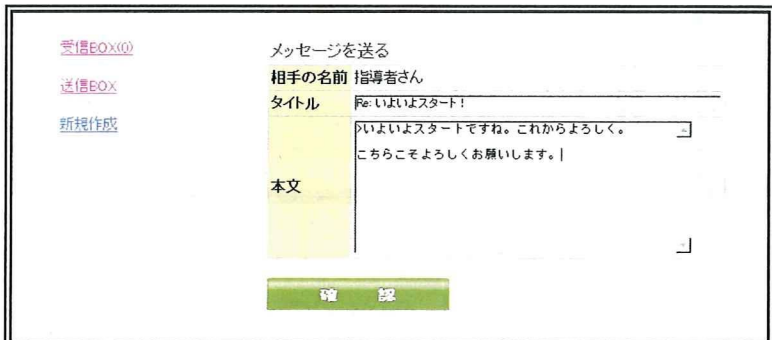 受信BOX(0)
送信BOX
新規作成
メッセージを送る
相手の名前 指導者さん
タイトル Re:いよいよスタート!
本文
>いよいよスタートですね。これからよろしく。
こちらこそよろしくお願いします。
確 認